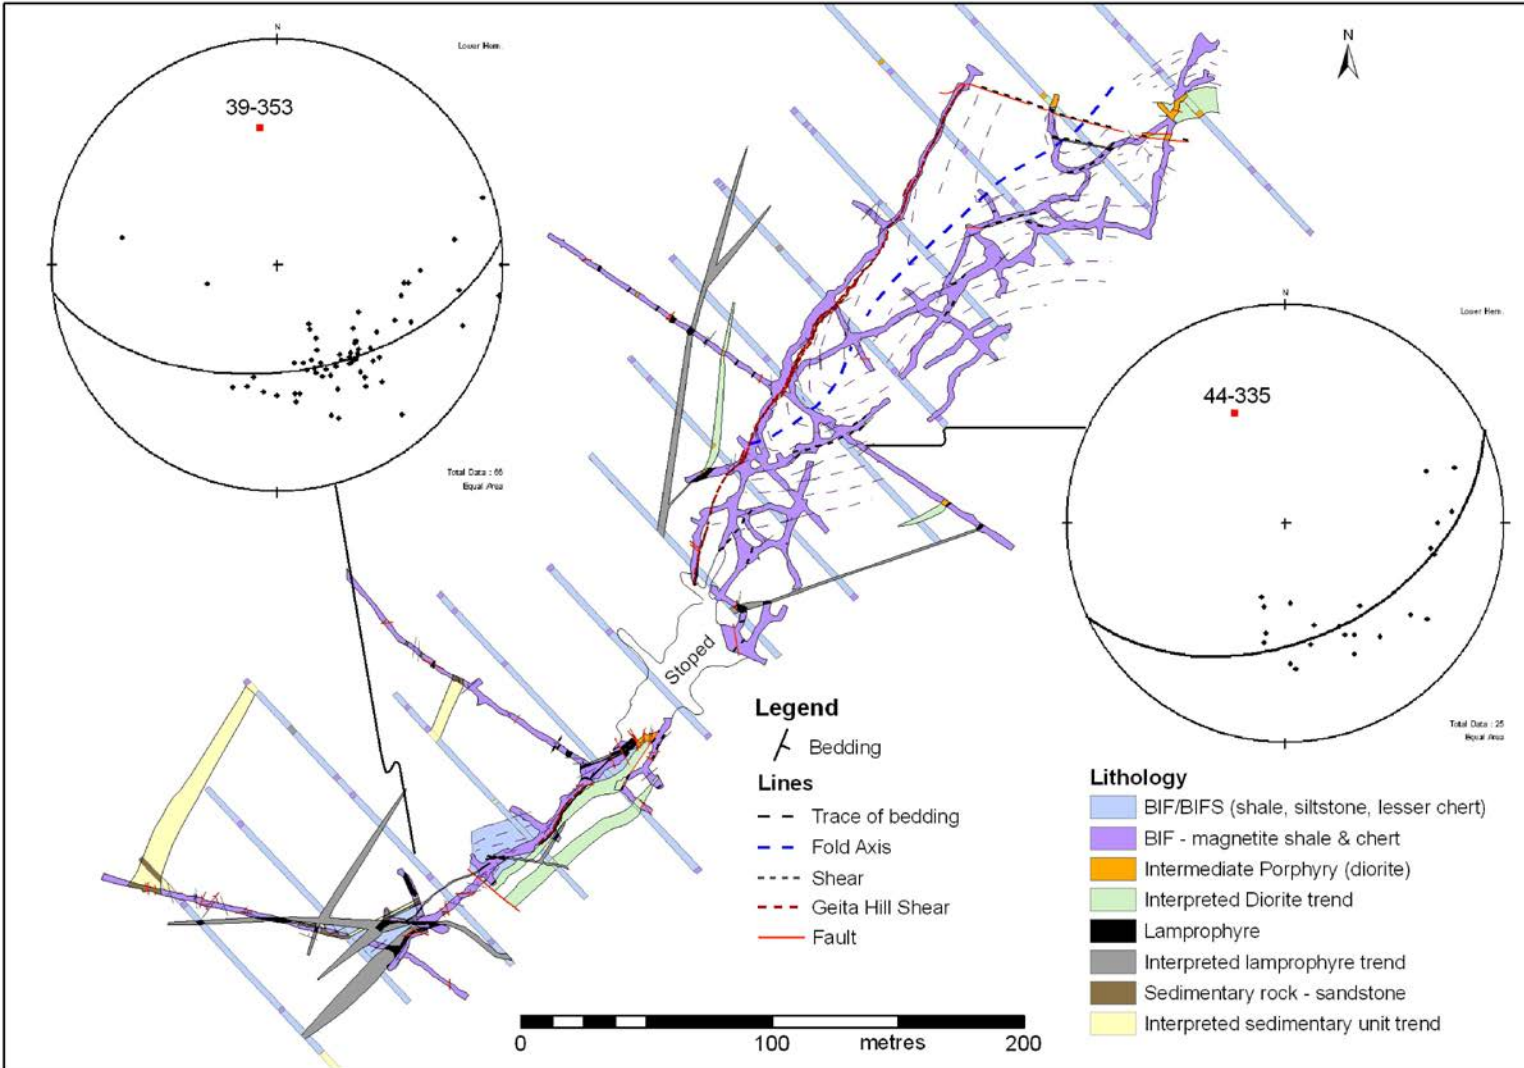 N
Lower Hem.
39-353
Total Data : 66
Equal Area
N
N
Lower Hem.
44-335
Total Data : 25
Equal Area
Stoped
Legend
Bedding
Lines
Trace of bedding
Fold Axis
Shear
Geita Hill Shear
Fault
Lithology
BIF/BIFS (shale, siltstone, lesser chert)
BIF - magnetite shale & chert
Intermediate Porphyry (diorite)
Interpreted Diorite trend
Lamprophyre
Interpreted lamprophyre trend
Sedimentary rock - sandstone
Interpreted sedimentary unit trend
0 100 metres 200